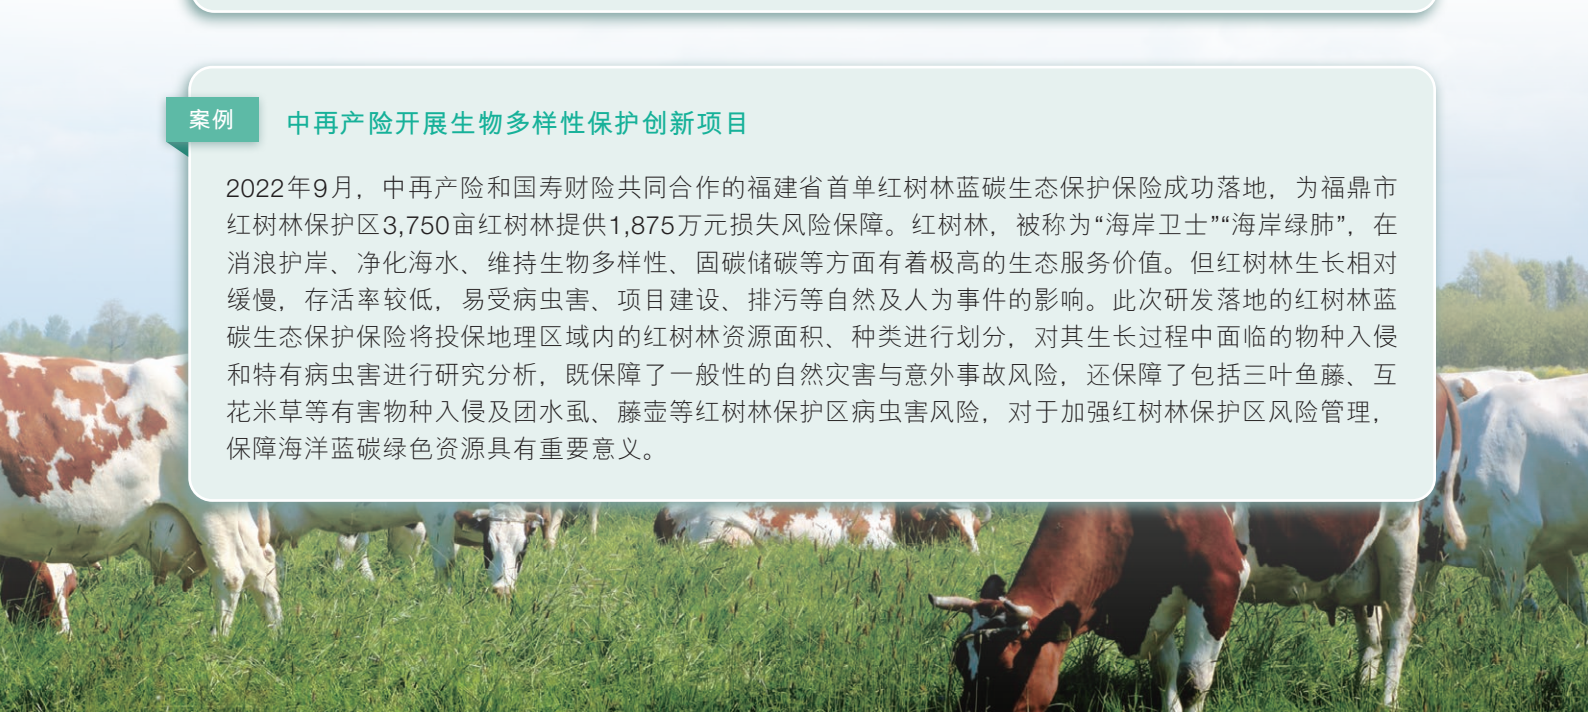 案例
中再产险开展生物多样性保护创新项目
2022年9月，中再产险和国寿财险共同合作的福建省首单红树林蓝碳生态保护保险成功落地，为福鼎市
红树林保护区3,750亩红树林提供1,875万元损失风险保障。红树林，被称为“海岸卫士”“海岸绿肺”，在
消浪护岸、净化海水、维持生物多样性、固碳储碳等方面有着极高的生态服务价值。但红树林生长相对
缓慢，存活率较低，易受病虫害、项目建设、排污等自然及人为事件的影响。此次研发落地的红树林蓝
碳生态保护保险将投保地理区域内的红树林资源面积、种类进行划分，对其生长过程中面临的物种入侵
和特有病虫害进行研究分析，既保障了一般性的自然灾害与意外事故风险，还保障了包括三叶鱼藤、互
花米草等有害物种入侵及团水虱、藤壶等红树林保护区病虫害风险，对于加强红树林保护区风险管理，
保障海洋蓝碳绿色资源具有重要意义。